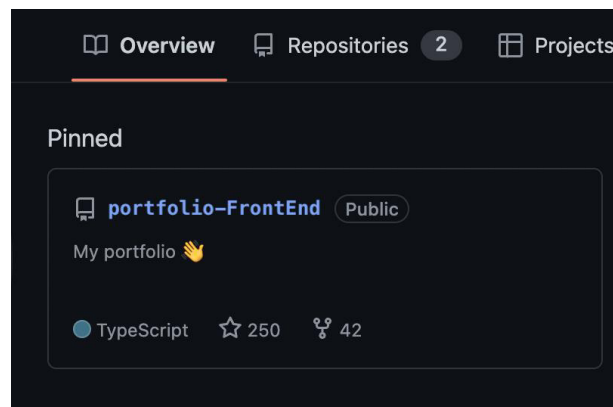 Overview Repositories 2 Projects
Pinned
portfolio-FrontEnd Public
My portfolio 👋
TypeScript 250 42